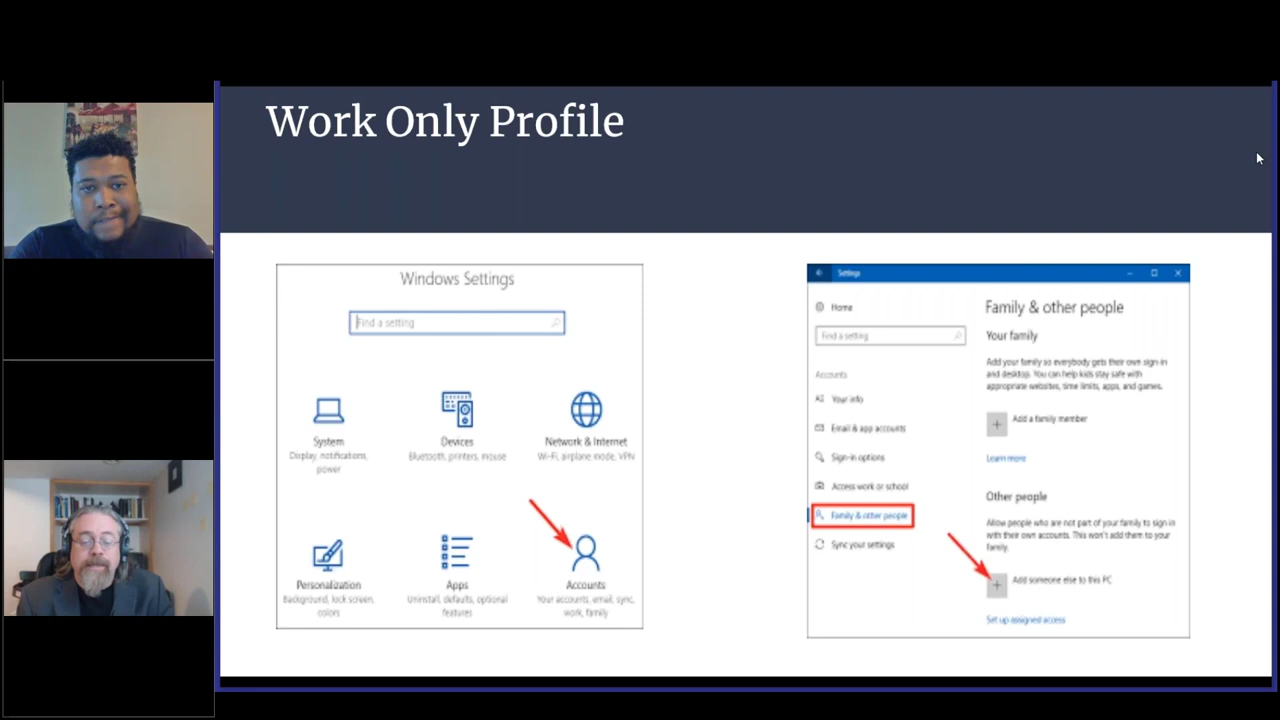 Work Only Profile
Windows Settings
Find a setting
System
Display, notifications,
power
Devices
Bluetooth, printers, mouse
Network & Internet
Wi-Fi, airplane mode, VPN
Personalization
Background, lock screen,
colors
Apps
Uninstall, defaults, optional
features
Accounts
Your accounts, email, sync,
work, family
Settings
Home
Find a setting
Accounts
Your info
Email & app accounts
Sign-in options
Access work or school
Family & other people
Sync your settings
Family & other people
Your family
Add your family so everybody gets their own sign-in
and desktop. You can help kids stay safe with
appropriate websites, time limits, apps, and games.
Add a family member
Learn more
Other people
Allow people who are not part of your family to sign in
with their own accounts. This won't add them to your
family.
Add someone else to this PC
Set up assigned access